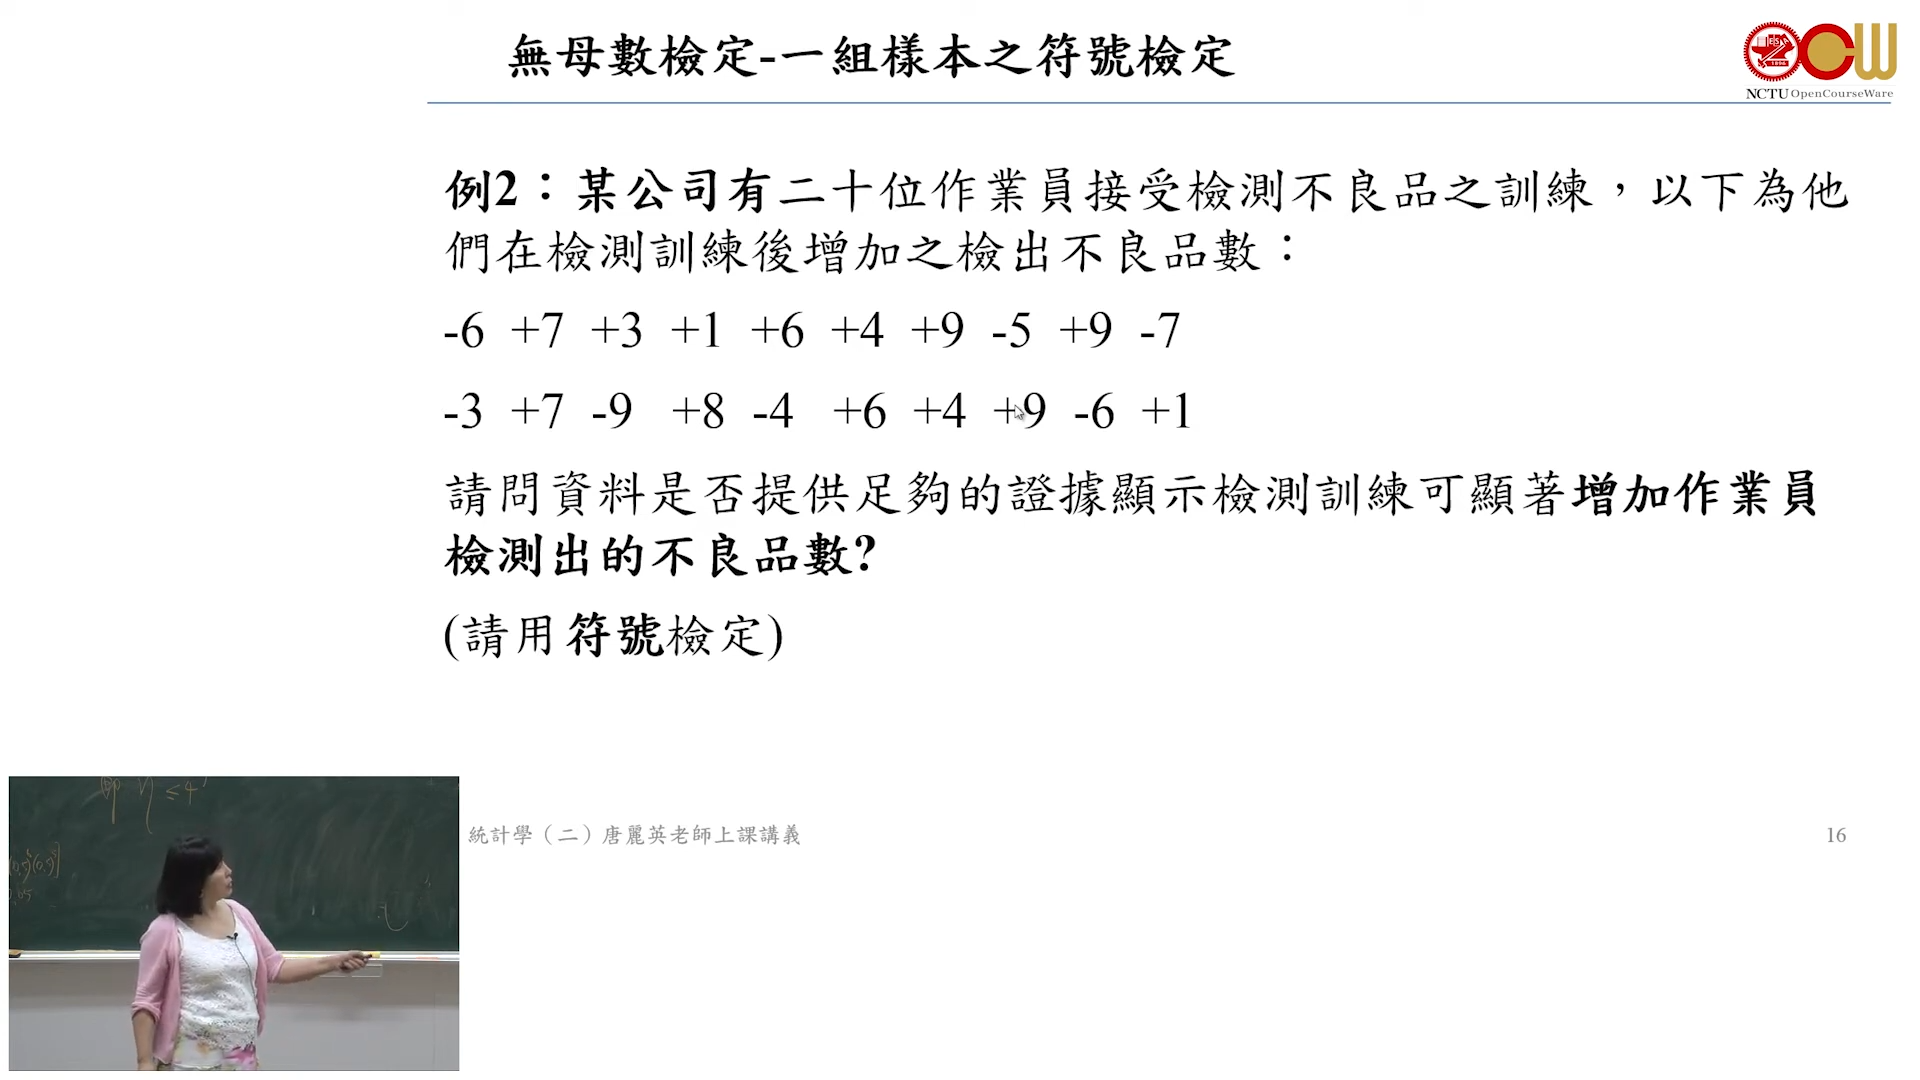 無母數檢定-一組樣本之符號檢定
NCTU OpenCourseWare
例2：某公司有二十位作業員接受檢測不良品之訓練，以下為他
們在檢測訓練後增加之檢出不良品數：
-6 +7 +3 +1 +6 +4 +9 -5 +9 -7
-3 +7 -9 +8 -4 +6 +4 +9 -6 +1
請問資料是否提供足夠的證據顯示檢測訓練可顯著增加作業員
檢測出的不良品數?
(請用符號檢定)
即 η ≤ 4
統計學（二）唐麗英老師上課講義
16